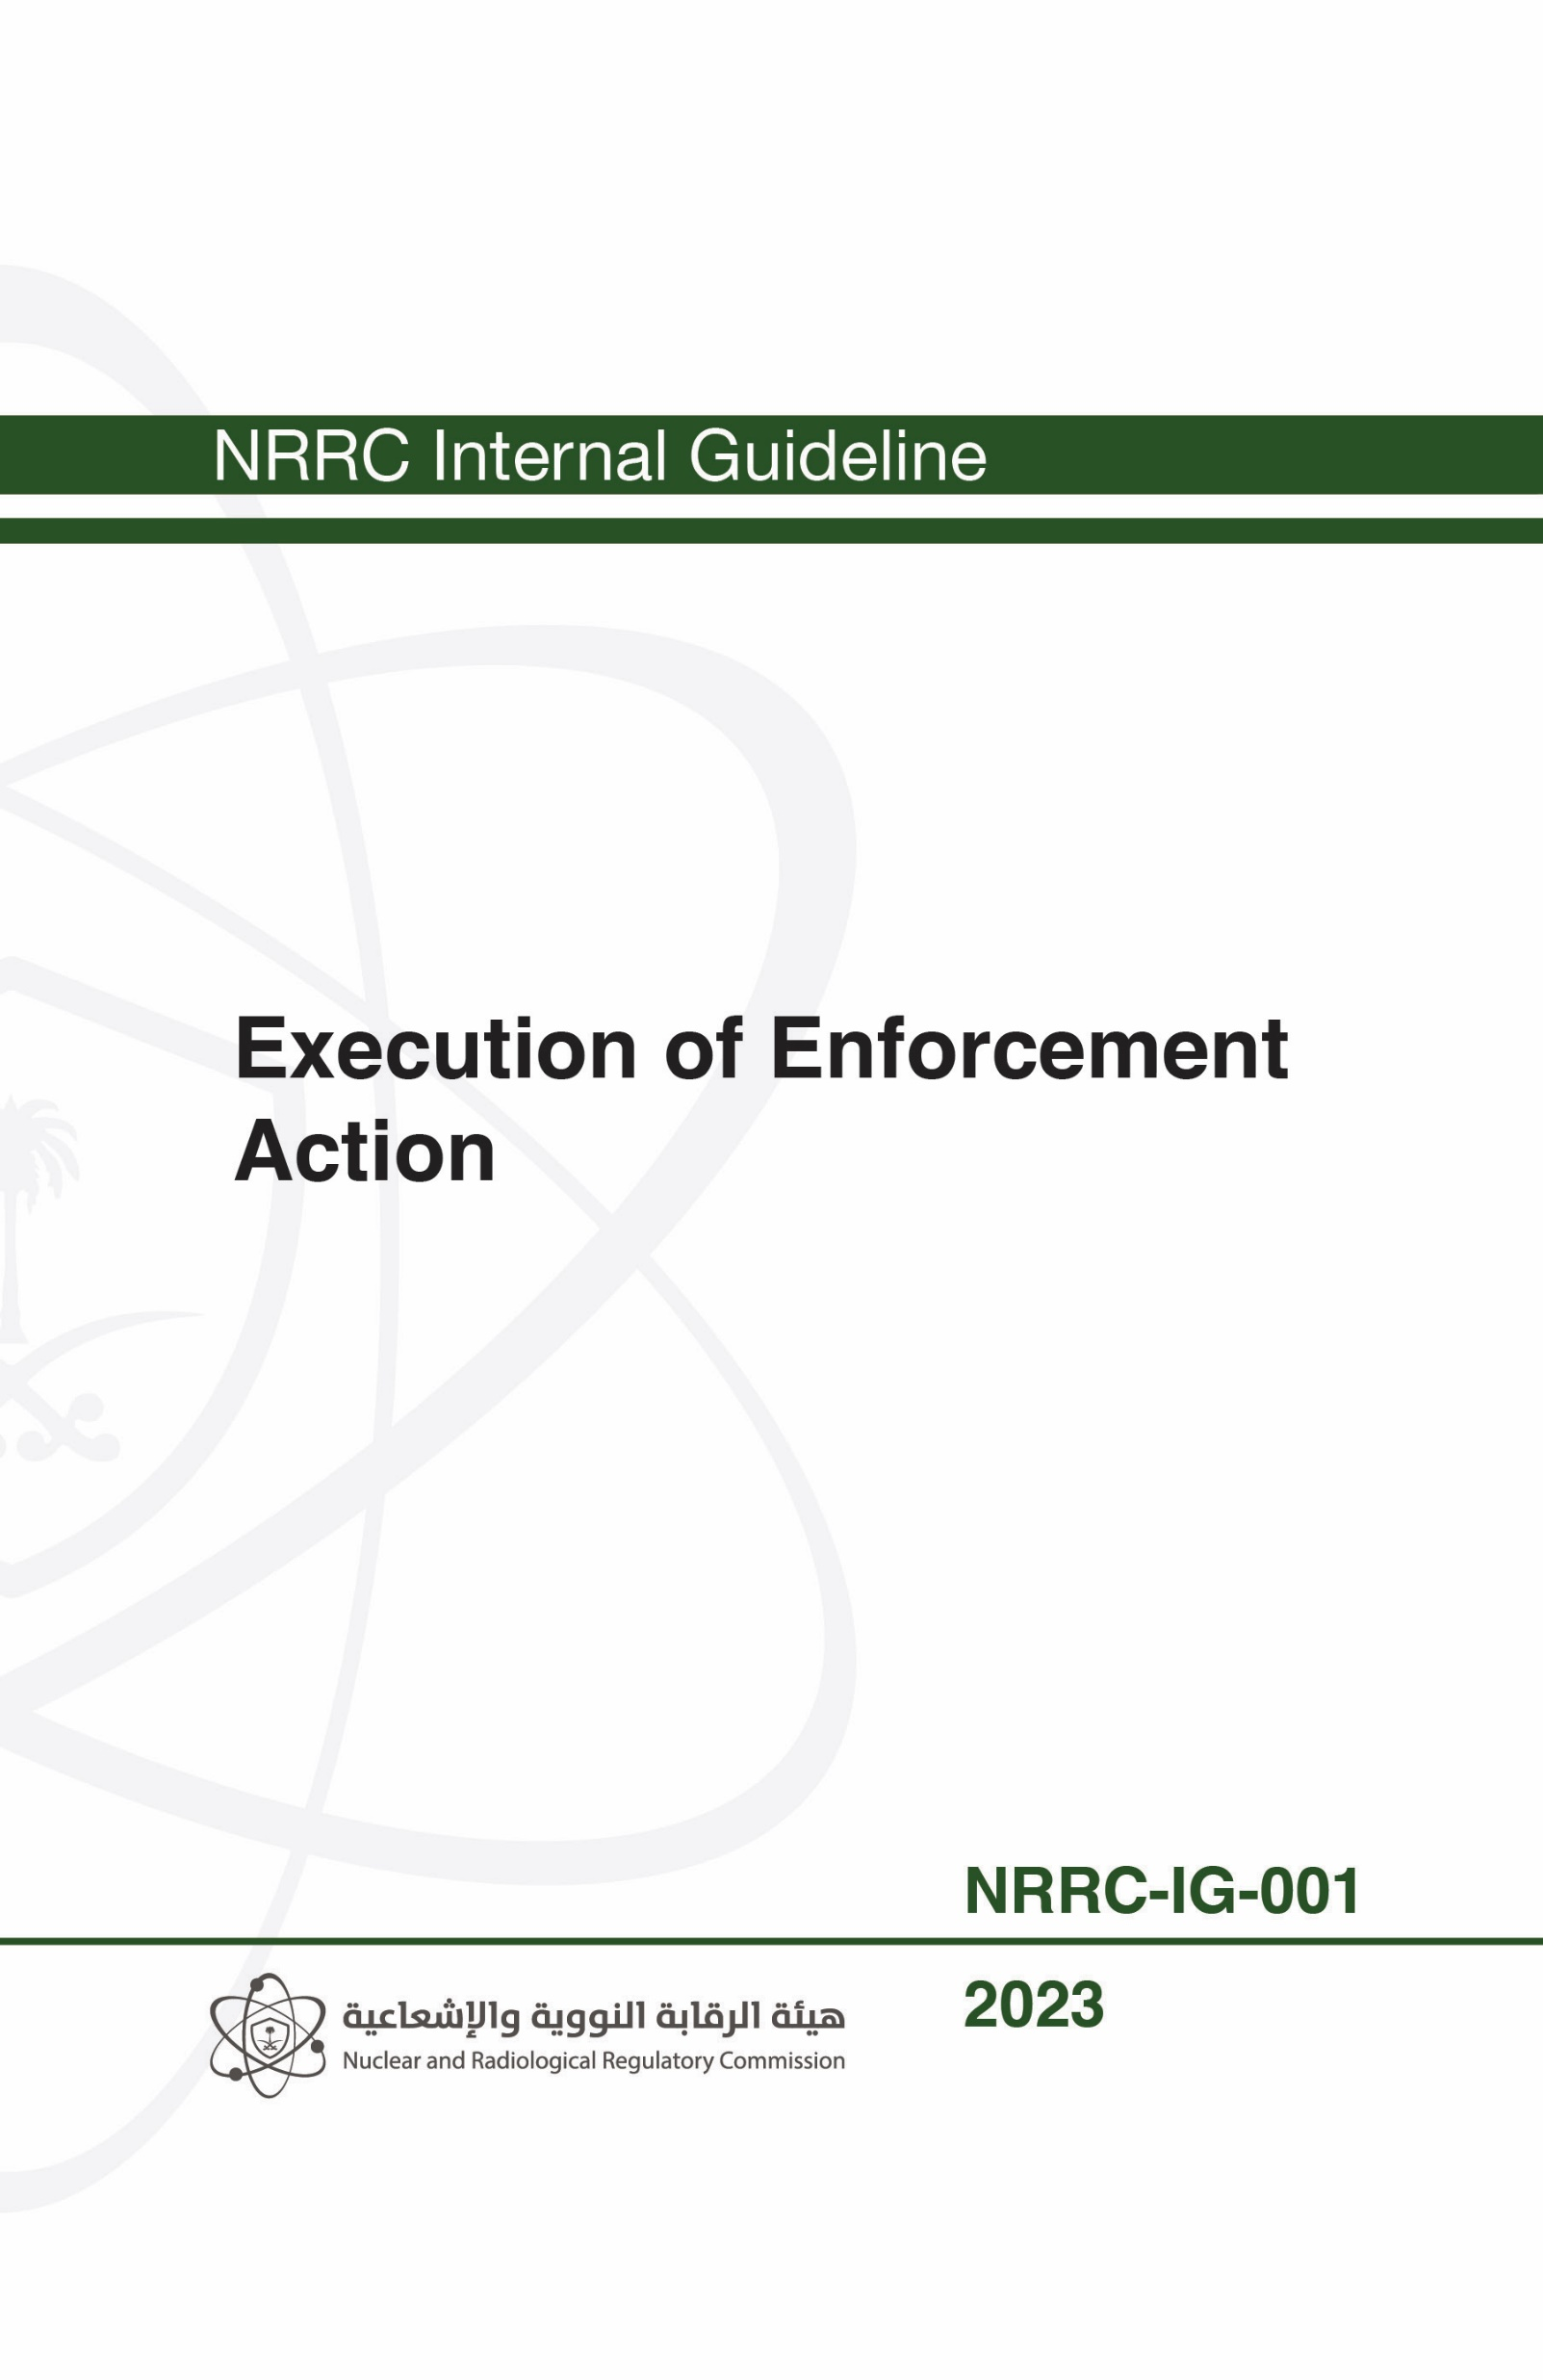 NRRC Internal Guideline
Execution of Enforcement
Action
NRRC-IG-001
هيئة الرقابة النووية والإشعاعية
Nuclear and Radiological Regulatory Commission
2023